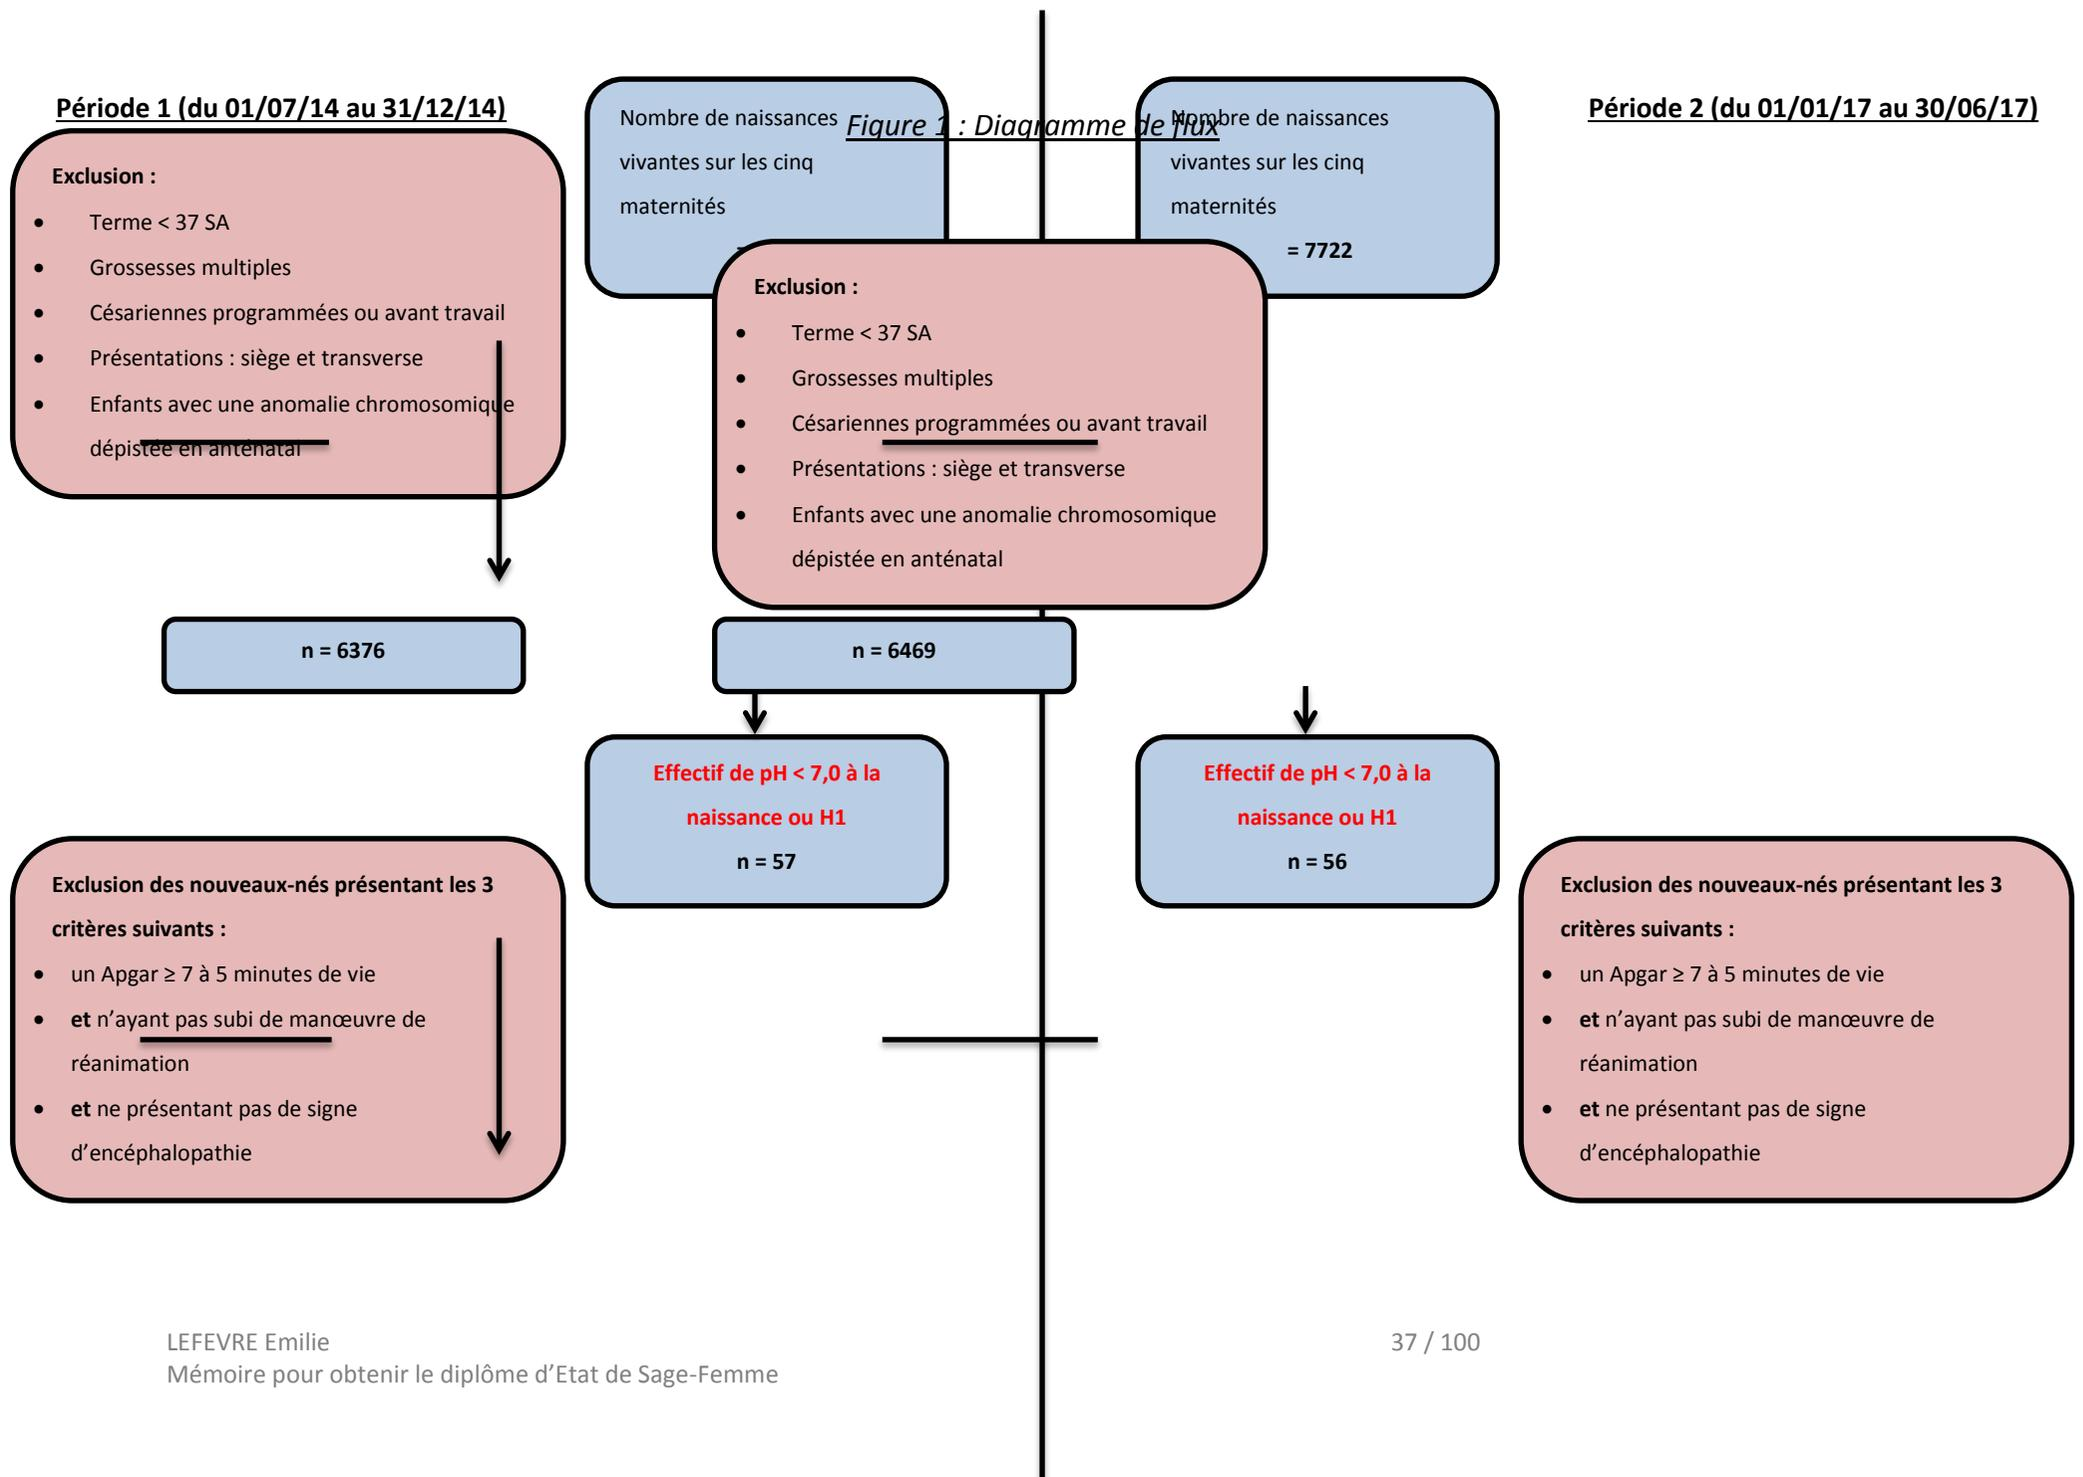 Période 1 (du 01/07/14 au 31/12/14)
Période 2 (du 01/01/17 au 30/06/17)
Figure 1 : Diagramme de flux
Nombre de naissances
vivantes sur les cinq
maternités
Nombre de naissances
vivantes sur les cinq
maternités
= 7722
Exclusion :
• Terme < 37 SA
• Grossesses multiples
• Césariennes programmées ou avant travail
• Présentations : siège et transverse
• Enfants avec une anomalie chromosomique
dépistée en anténatal
Exclusion :
• Terme < 37 SA
• Grossesses multiples
• Césariennes programmées ou avant travail
• Présentations : siège et transverse
• Enfants avec une anomalie chromosomique
dépistée en anténatal
n = 6376
n = 6469
Effectif de pH < 7,0 à la
naissance ou H1
n = 57
Effectif de pH < 7,0 à la
naissance ou H1
n = 56
Exclusion des nouveaux-nés présentant les 3
critères suivants :
• un Apgar ≥ 7 à 5 minutes de vie
• et n’ayant pas subi de manœuvre de
réanimation
• et ne présentant pas de signe
d’encéphalopathie
Exclusion des nouveaux-nés présentant les 3
critères suivants :
• un Apgar ≥ 7 à 5 minutes de vie
• et n’ayant pas subi de manœuvre de
réanimation
• et ne présentant pas de signe
d’encéphalopathie
LEFEVRE Emilie
37 / 100
Mémoire pour obtenir le diplôme d’Etat de Sage-Femme